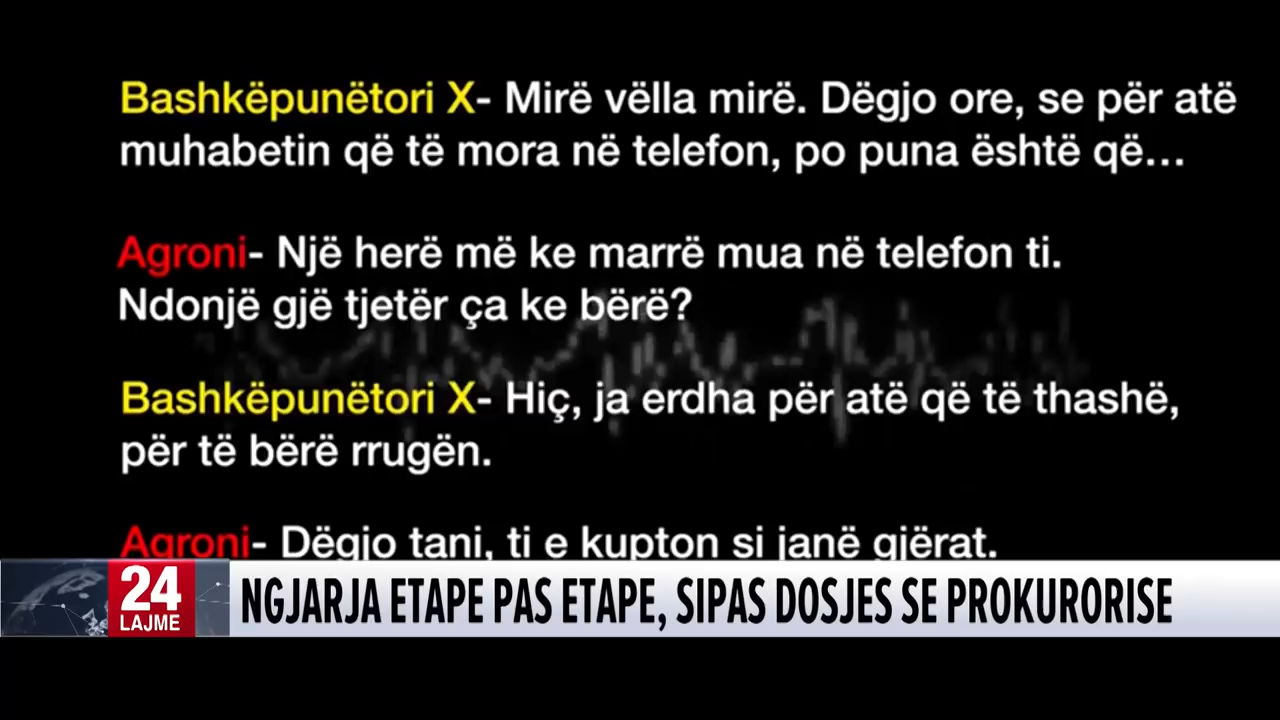 Bashkëpunëtori X- Mirë vëlla mirë. Dëgjo ore, se për atë
muhabetin që të mora në telefon, po puna është që...
Agroni- Një herë më ke marrë mua në telefon ti.
Ndonjë gjë tjetër ça ke bërë?
Bashkëpunëtori X- Hiç, ja erdha për atë që të thashë,
për të bërë rrugën.
Agroni- Dëgjo tani, ti e kupton si janë gjërat.
24
LAJME
NGJARJA ETAPE PAS ETAPE, SIPAS DOSJES SE PROKURORISE